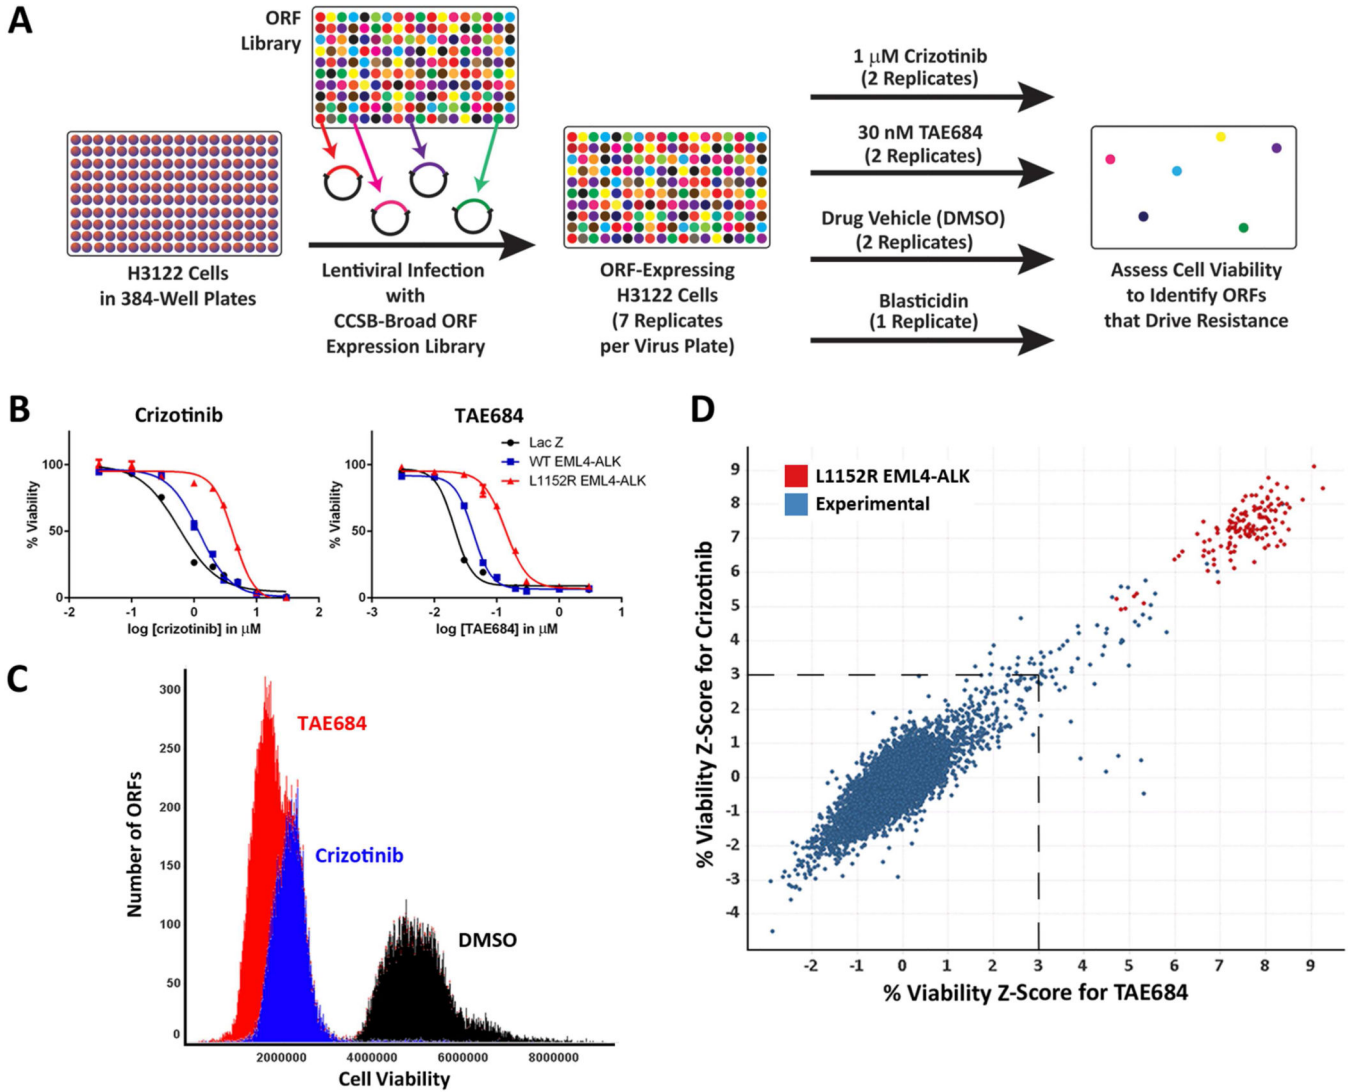 A
ORF
Library
H3122 Cells
in 384-Well Plates
Lentiviral Infection
with
CCSB-Broad ORF
Expression Library
ORF-Expressing
H3122 Cells
(7 Replicates
per Virus Plate)
1 μM Crizotinib
(2 Replicates)
30 nM TAE684
(2 Replicates)
Drug Vehicle (DMSO)
(2 Replicates)
Blasticidin
(1 Replicate)
Assess Cell Viability
to Identify ORFs
that Drive Resistance
B
Crizotinib
% Viability
100
50
0
-2 -1 0 1 2
log [crizotinib] in μM
TAE684
Lac Z
WT EML4-ALK
L1152R EML4-ALK
% Viability
100
50
0
-3 -2 -1 0 1
log [TAE684] in μM
C
Number of ORFs
300
250
200
150
100
50
0
TAE684
Crizotinib
DMSO
2000000 4000000 6000000 8000000
Cell Viability
D
L1152R EML4-ALK
Experimental
% Viability Z-Score for Crizotinib
9
8
7
6
5
4
3
2
1
0
-1
-2
-3
-4
-2 -1 0 1 2 3 4 5 6 7 8 9
% Viability Z-Score for TAE684